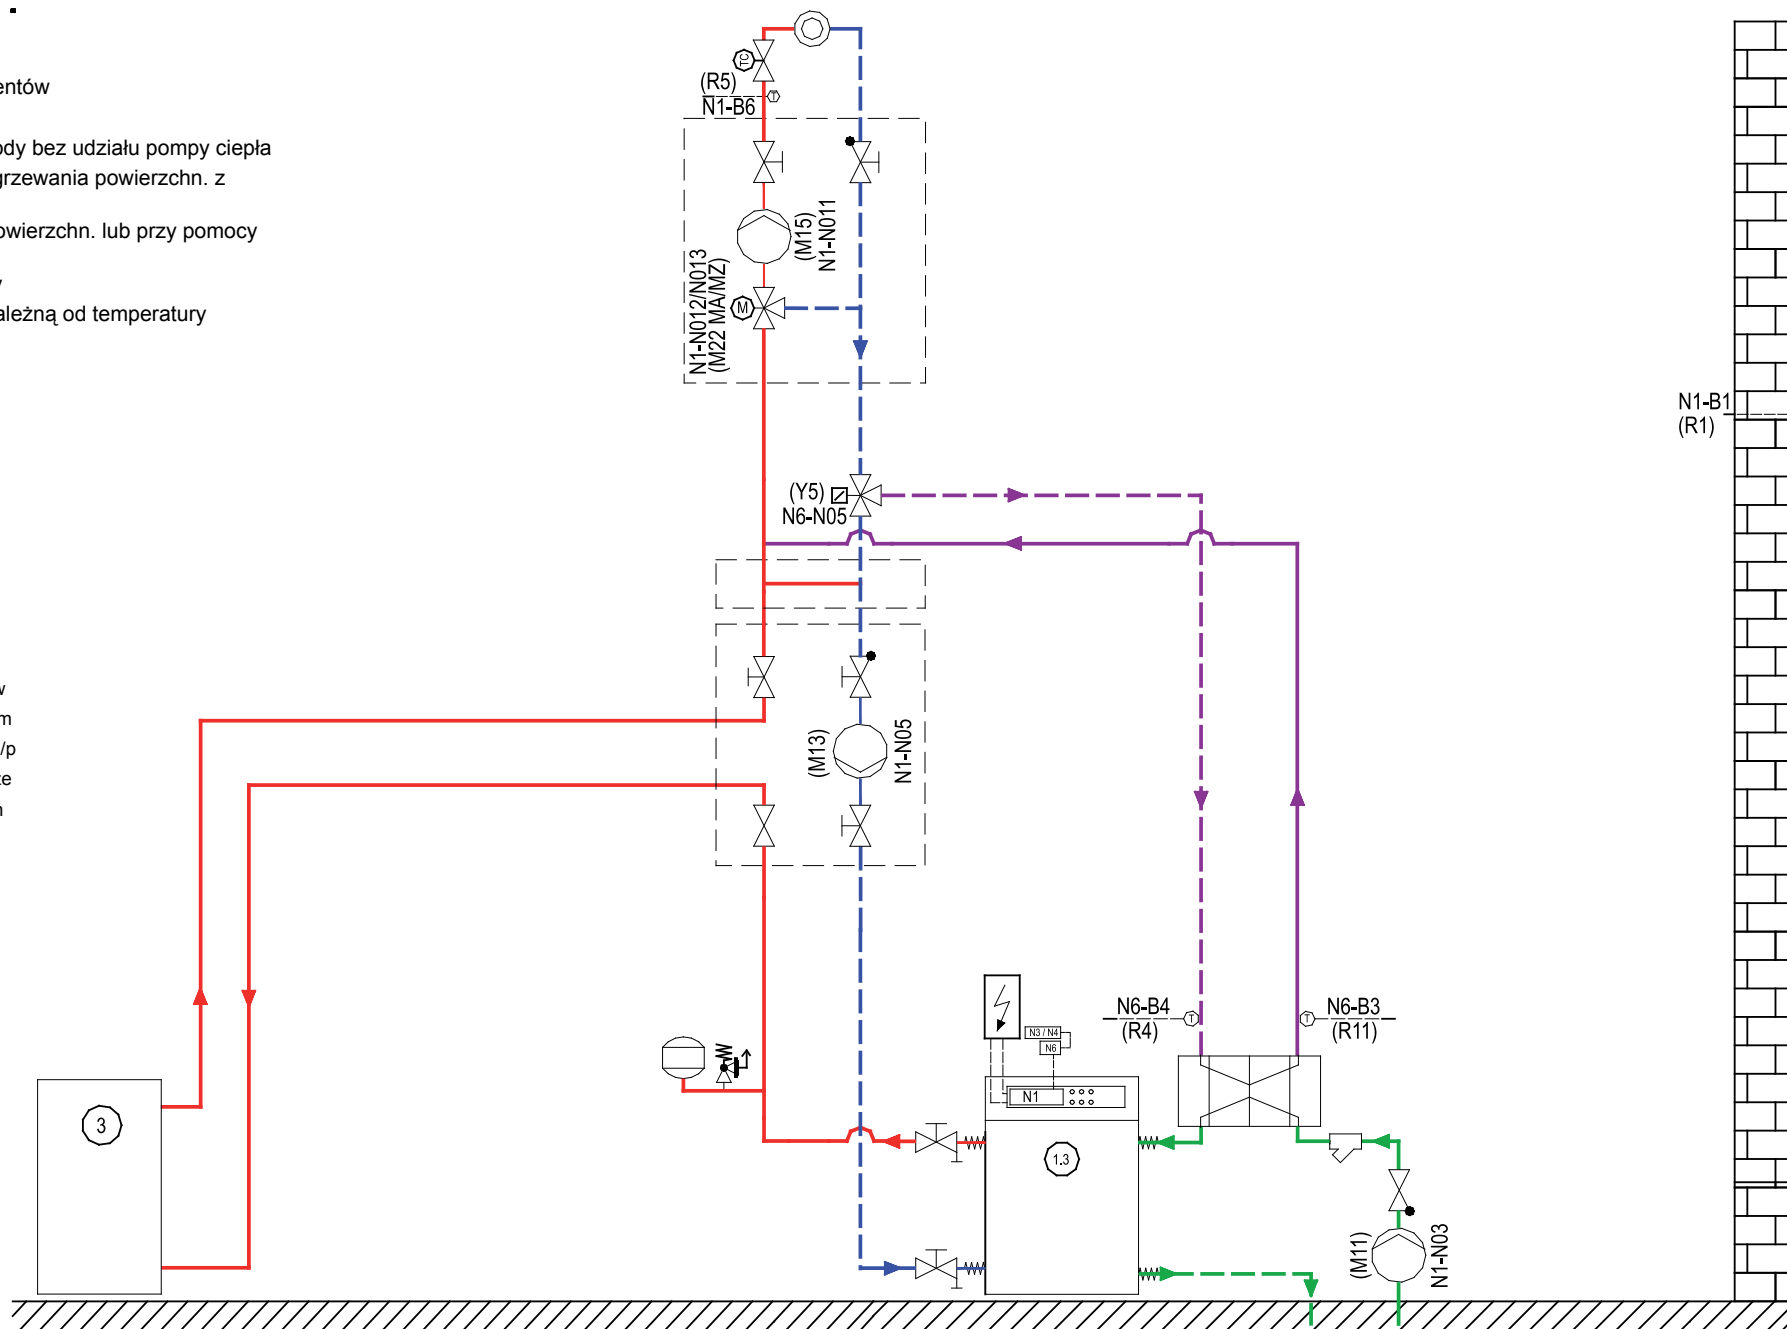 entów
ody bez udziału pompy ciepła
grzewania powierzchn. z
owierzchn. lub przy pomocy
y
ależną od temperatury
w
m
/p
te
n
TC
(R5)
T
N1-B6
(M15)
N1-N011
N1-N012/N013
(M22 MA/MZ)
M
N1-B1
(R1)
(Y5)
N6-N05
(M13)
N1-N05
N6-B4
(R4)
T
T
N6-B3
(R11)
N3 / N4
N6
N1
3
1.3
(M11)
N1-N03